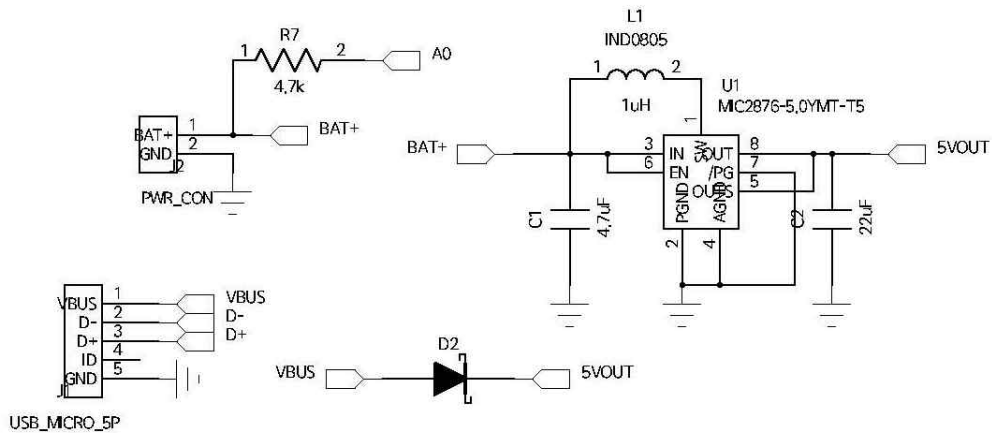 R7
1 2 A0
4.7k
BAT+ 1 BAT+
GND 2
J2
PWR_CON
L1
IND0805
1 2
1uH
U1
MIC2876-5.0YMT-T5
1
SW
BAT+ 3 IN OUT 8 5VOUT
6 EN /PG 7
OUTS 5
PGND AGND
2 4
C1 4.7uF
C2 22uF
VBUS 1 VBUS
D- 2 D-
D+ 3 D+
ID 4
GND 5
USB_MICRO_5P
D2
VBUS 5VOUT